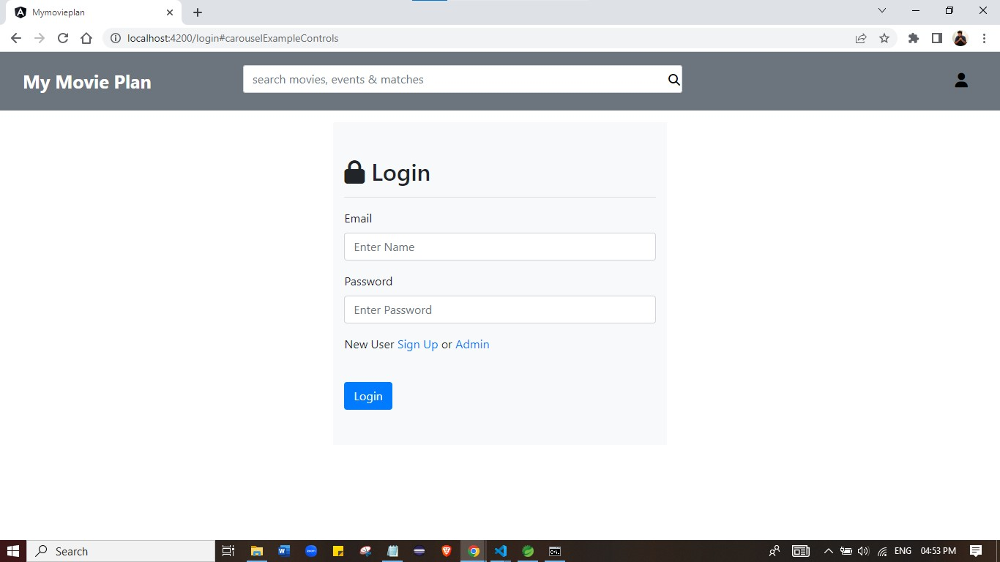 Mymovieplan
localhost:4200/login#carouselExampleControls
My Movie Plan
search movies, events & matches
Login
Email
Enter Name
Password
Enter Password
New User Sign Up or Admin
Login
Search
ENG
04:53 PM